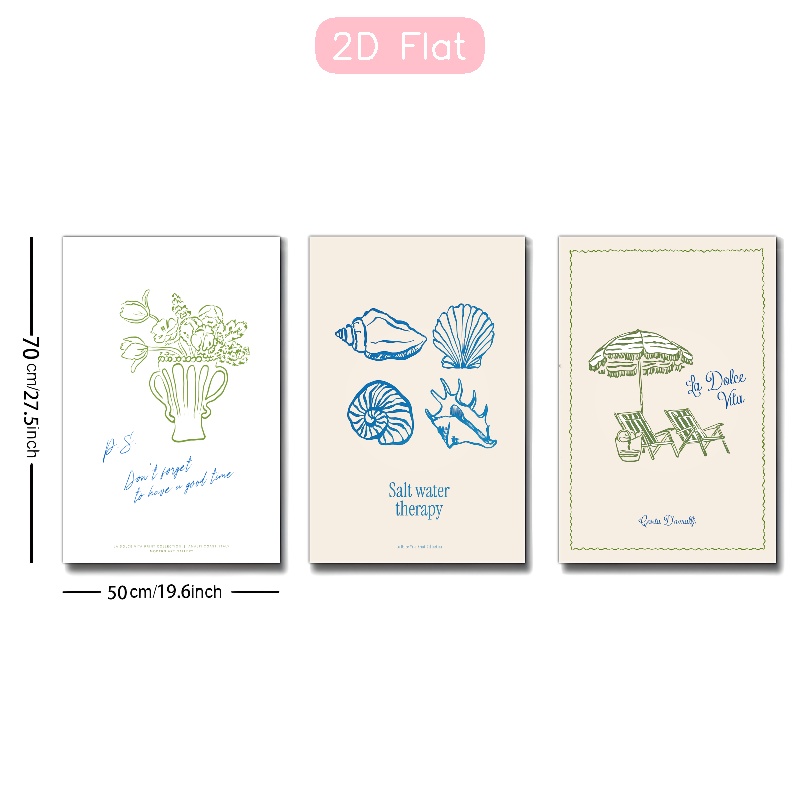 2D Flat
70cm/27.5inch
P S
Don't forget
to have a good time
Salt water
therapy
La Dolce
Vita
50cm/19.6inch